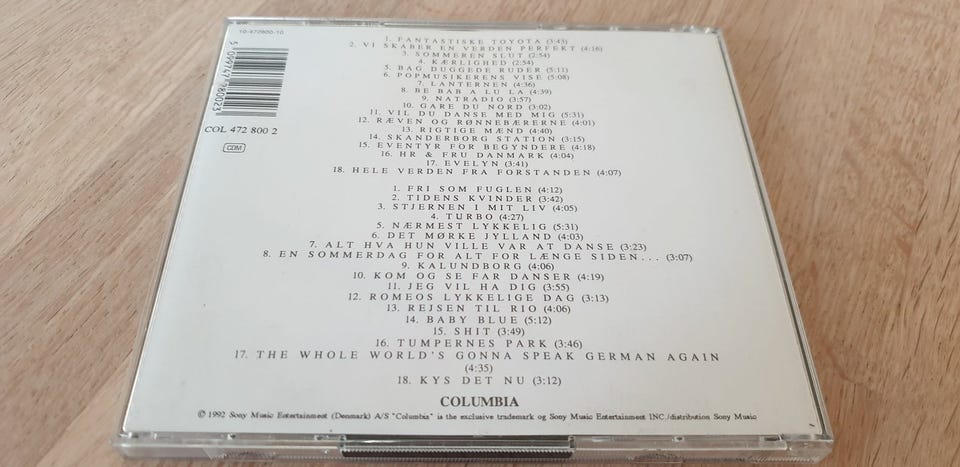 10-472800-10
5 099747 280023
COL 472 800 2
CDM
1. FANTASTISKE TOYOTA (3:43)
2. VI SKABER EN VERDEN PERFEKT (4:16)
3. SOMMEREN SLUT (2:54)
4. KÆRLIGHED (2:54)
5. BAG DUGGEDE RUDER (5:11)
6. POPMUSIKERENS VISE (5:08)
7. LANTERNEN (4:36)
8. BE BAB A LU LA (4:39)
9. NATRADIO (3:57)
10. GARE DU NORD (3:02)
11. VIL DU DANSE MED MIG (5:31)
12. RÆVEN OG RØNNEBÆRERNE (4:01)
13. RIGTIGE MÆND (4:40)
14. SKANDERBORG STATION (3:15)
15. EVENTYR FOR BEGYNDERE (4:18)
16. HR & FRU DANMARK (4:04)
17. EVELYN (3:41)
18. HELE VERDEN FRA FORSTANDEN (4:07)
1. FRI SOM FUGLEN (4:12)
2. TIDENS KVINDER (3:42)
3. STJERNEN I MIT LIV (4:05)
4. TURBO (4:27)
5. NÆRMEST LYKKELIG (5:31)
6. DET MØRKE JYLLAND (4:03)
7. ALT HVA HUN VILLE VAR AT DANSE (3:23)
8. EN SOMMERDAG FOR ALT FOR LÆNGE SIDEN... (3:07)
9. KALUNDBORG (4:06)
10. KOM OG SE FAR DANSER (4:19)
11. JEG VIL HA DIG (3:55)
12. ROMEOS LYKKELIGE DAG (3:13)
13. REJSEN TIL RIO (4:06)
14. BABY BLUE (5:12)
15. SHIT (3:49)
16. TUMPERNES PARK (3:46)
17. THE WHOLE WORLD'S GONNA SPEAK GERMAN AGAIN
(4:35)
18. KYS DET NU (3:12)
COLUMBIA
© 1992 Sony Music Entertainment (Denmark) A/S "Columbia" is the exclusive trademark og Sony Music Entertainment INC./distribution Sony Music